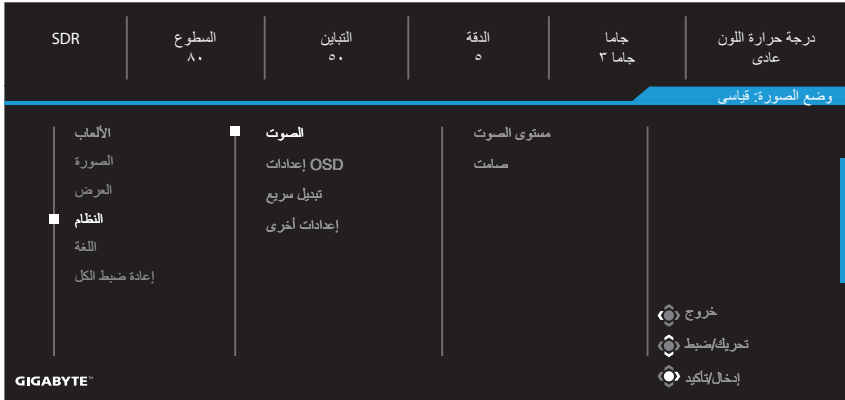 SDR
السطوع
٨٠
التباين
٥٠
الدقة
٥
جاما
جاما ٣
درجة حرارة اللون
عادى
وضع الصورة: قياسى
الألعاب
الصورة
العرض
النظام
اللغة
إعادة ضبط الكل
الصوت
إعدادات OSD
تبديل سريع
إعدادات أخرى
مستوى الصوت
صامت
خروج
تحريك/ضبط
إدخال/تأكيد
GIGABYTE™